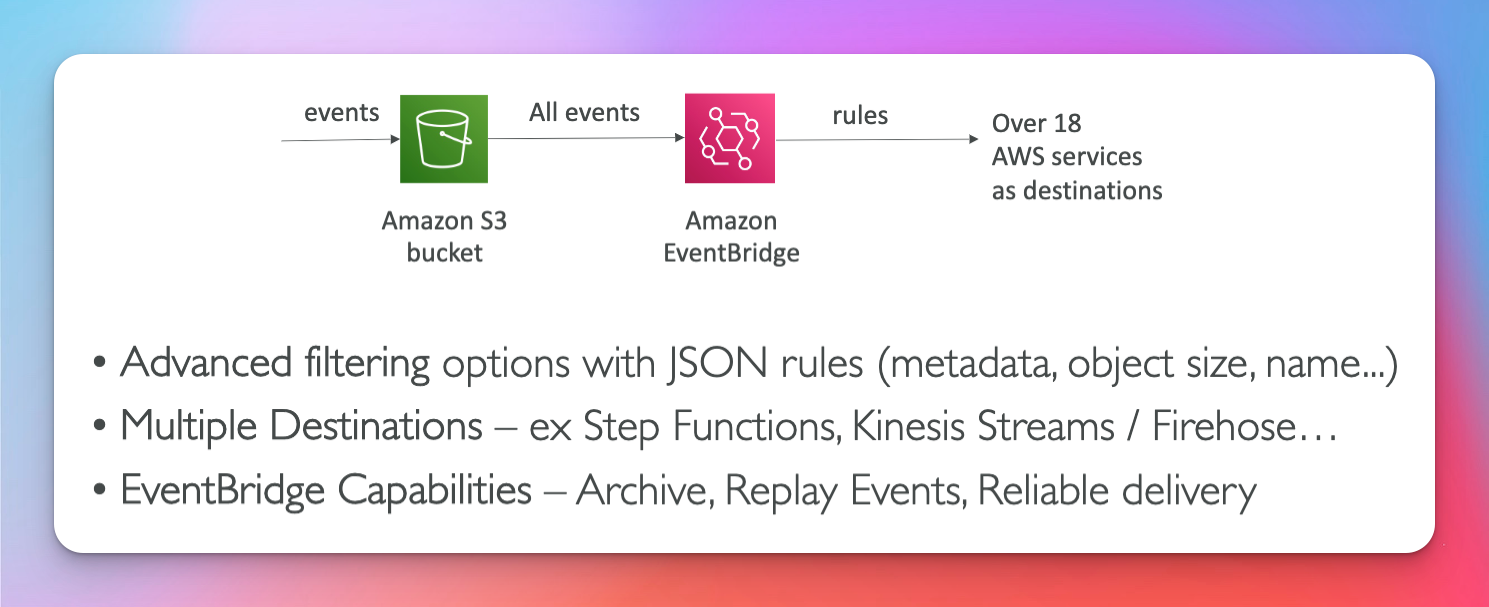 events
All events
rules
Over 18
AWS services
as destinations
Amazon S3
bucket
Amazon
EventBridge
• Advanced filtering options with JSON rules (metadata, object size, name...)
• Multiple Destinations – ex Step Functions, Kinesis Streams / Firehose…
• EventBridge Capabilities – Archive, Replay Events, Reliable delivery